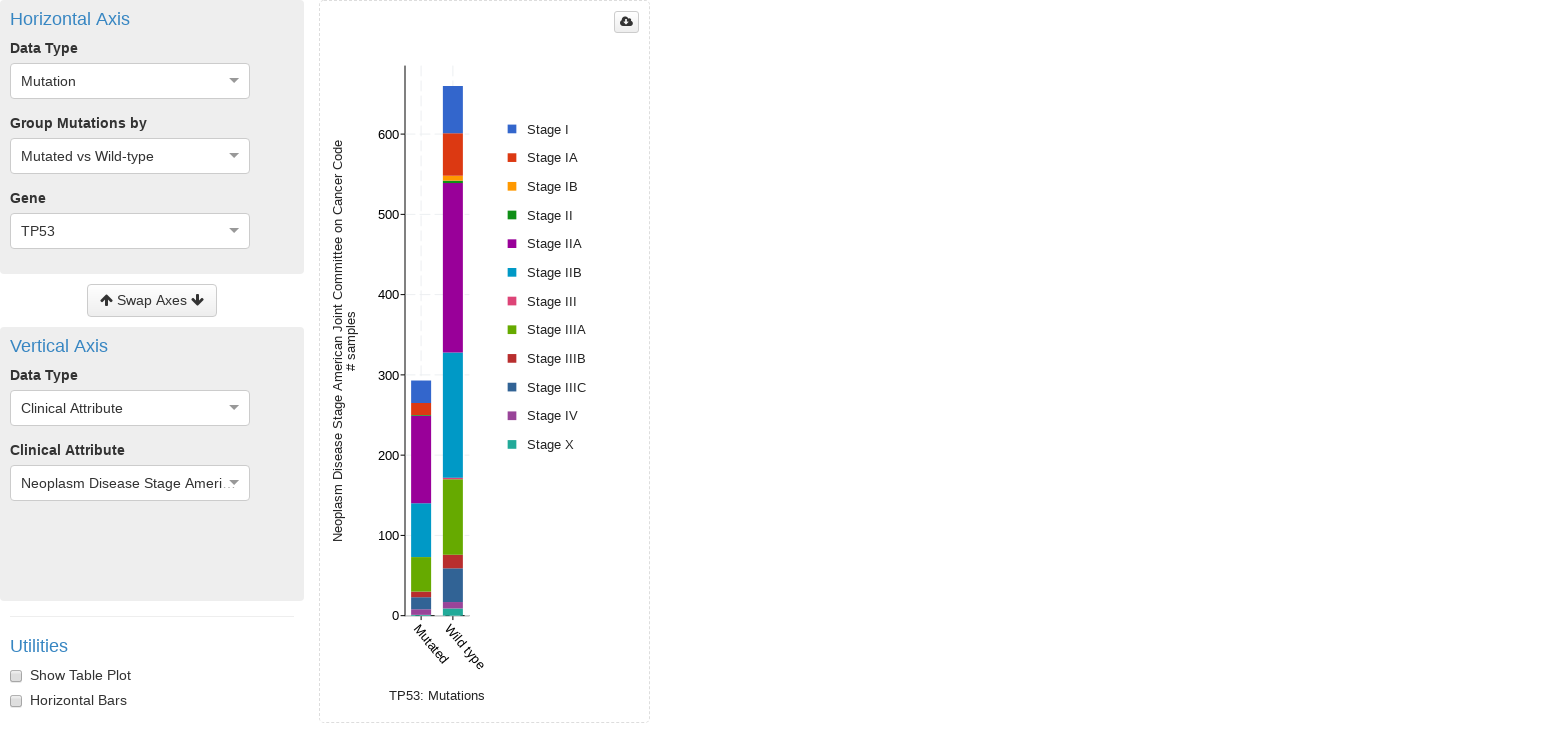 Horizontal Axis
Data Type
Mutation
Group Mutations by
Mutated vs Wild-type
Gene
TP53
Swap Axes
Vertical Axis
Data Type
Clinical Attribute
Clinical Attribute
Neoplasm Disease Stage Ameri...
Utilities
Show Table Plot
Horizontal Bars
Neoplasm Disease Stage American Joint Committee on Cancer Code
# samples
600
500
400
300
200
100
0
Mutated
Wild type
TP53: Mutations
Stage I
Stage IA
Stage IB
Stage II
Stage IIA
Stage IIB
Stage III
Stage IIIA
Stage IIIB
Stage IIIC
Stage IV
Stage X